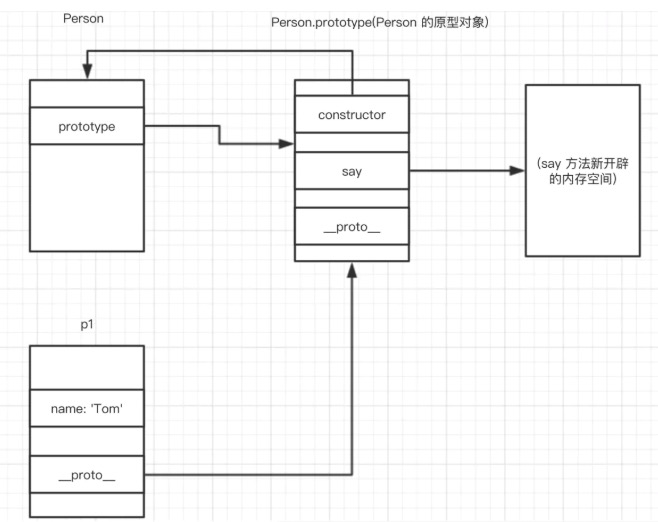 Person
Person.prototype(Person 的原型对象)
prototype
constructor
say
__proto__
(say 方法新开辟
的内存空间)
p1
name: 'Tom'
__proto__